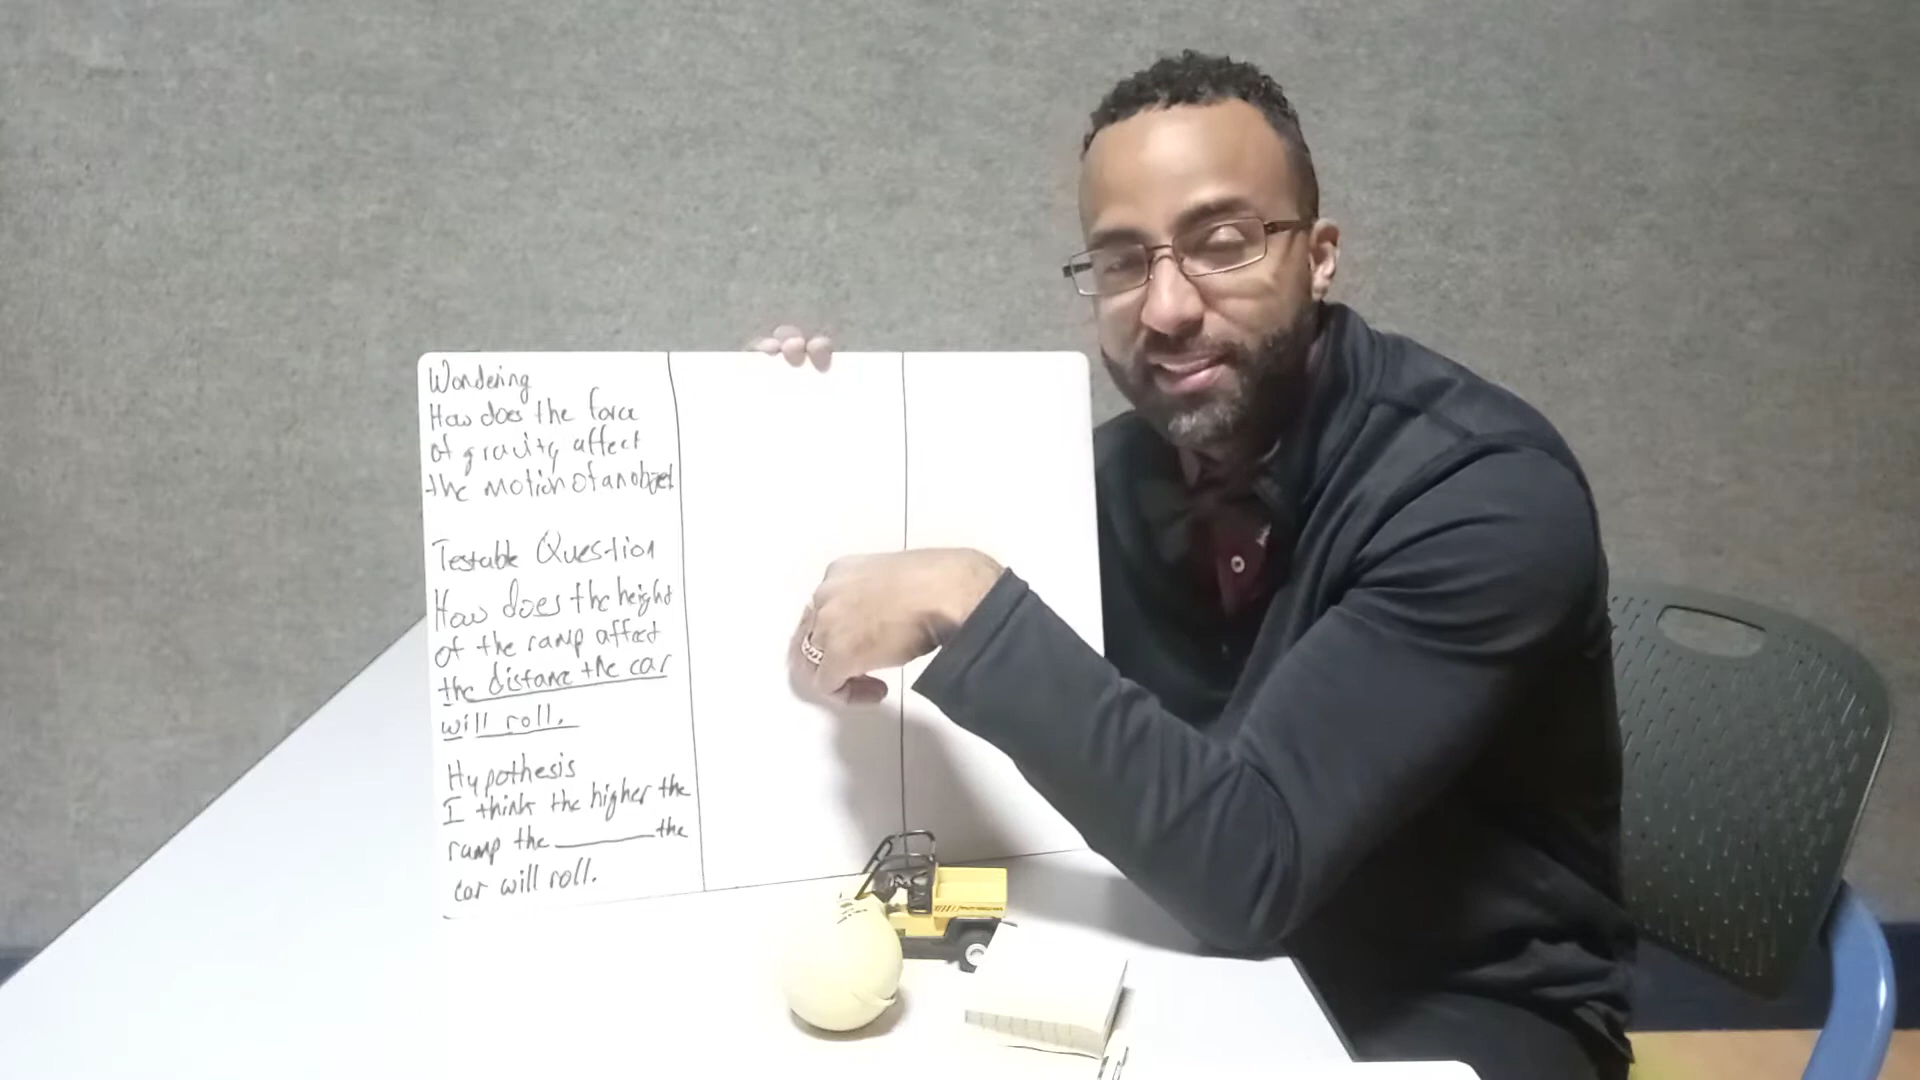 Wondering
How does the force
of gravity affect
the motion of an object
Testable Question
How does the height
of the ramp affect
the distance the car
will roll.
Hypothesis
I think the higher the
ramp the ______ the
car will roll.